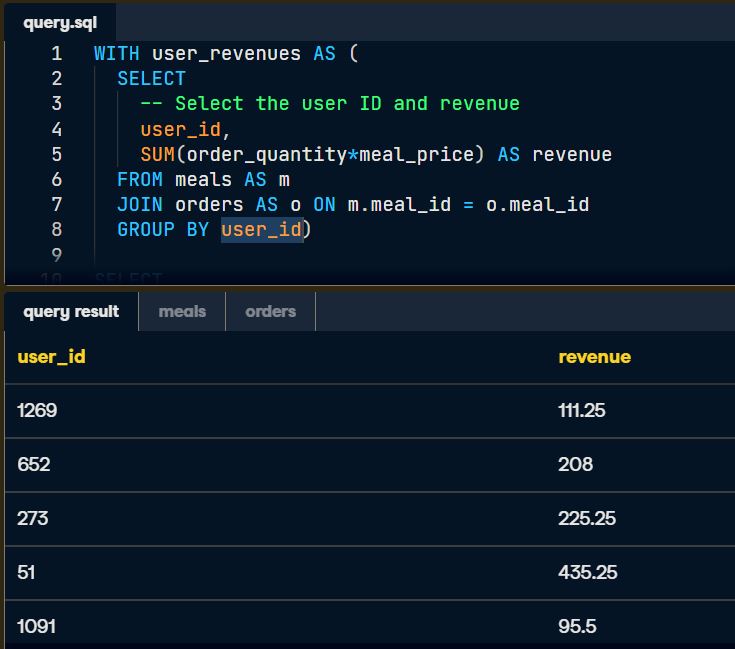 query.sql
1 WITH user_revenues AS (
2 SELECT
3 -- Select the user ID and revenue
4 user_id,
5 SUM(order_quantity*meal_price) AS revenue
6 FROM meals AS m
7 JOIN orders AS o ON m.meal_id = o.meal_id
8 GROUP BY user_id)
9
10 SELECT
query result meals orders
user_id revenue
1269 111.25
652 208
273 225.25
51 435.25
1091 95.5